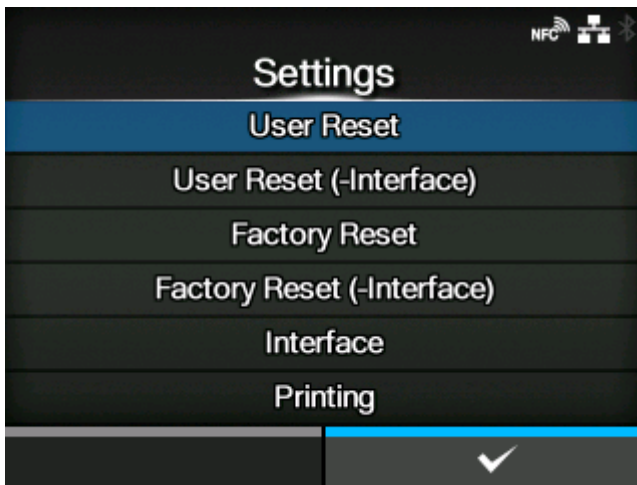 NFC
Settings
User Reset
User Reset (-Interface)
Factory Reset
Factory Reset (-Interface)
Interface
Printing